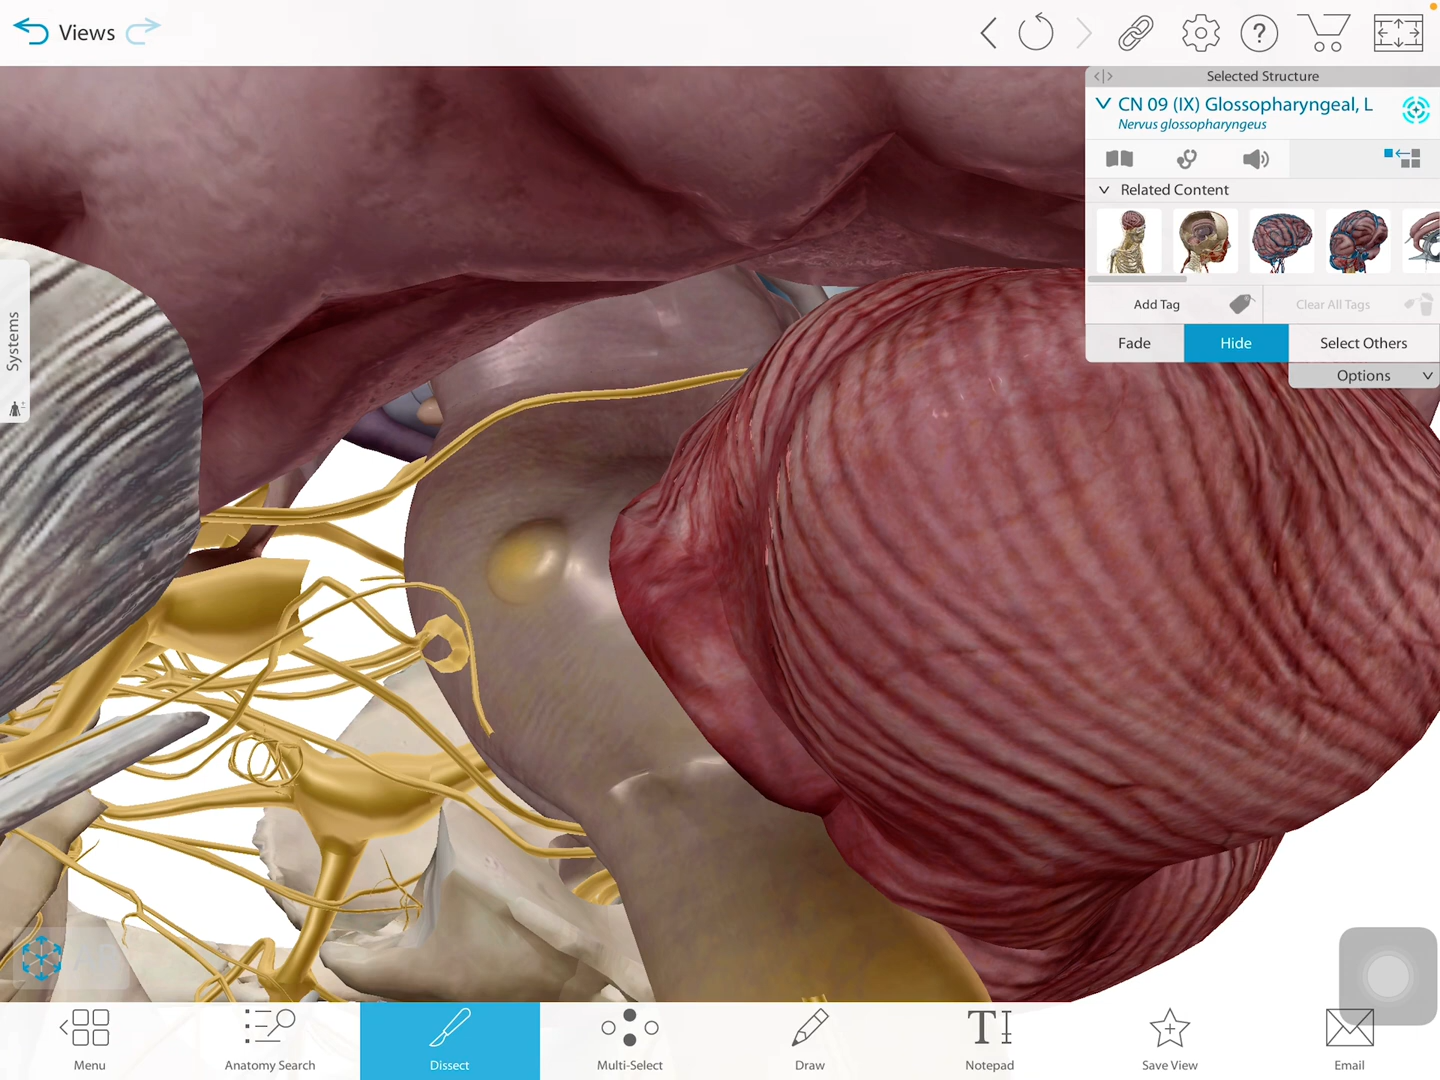 Views
Selected Structure
CN 09 (IX) Glossopharyngeal, L
Nervus glossopharyngeus
Related Content
Add Tag
Clear All Tags
Fade
Hide
Select Others
Options
Systems
Menu
Anatomy Search
Dissect
Multi-Select
Draw
Notepad
Save View
Email